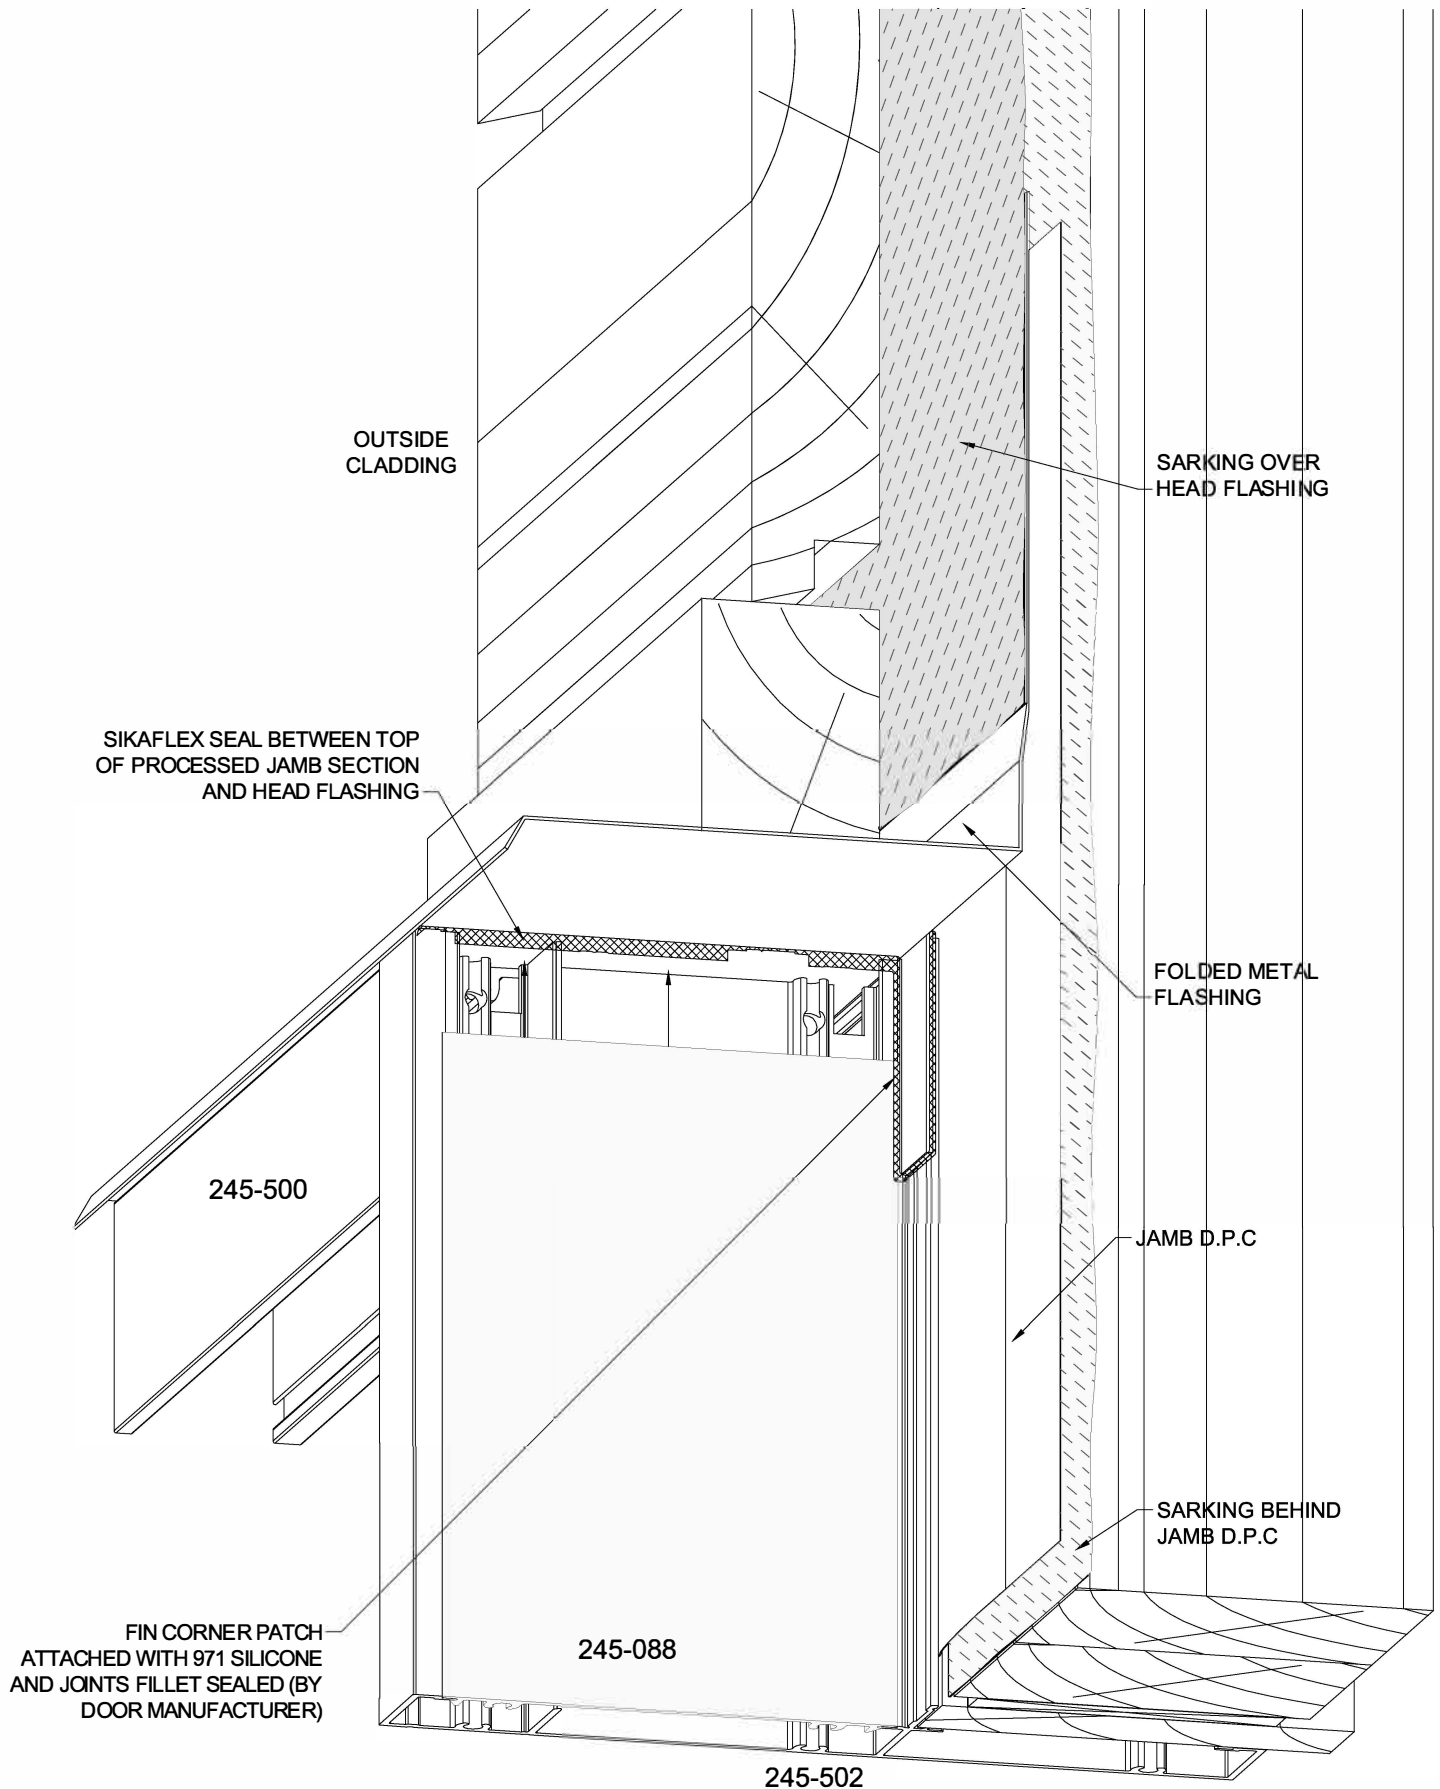 OUTSIDE
CLADDING
SARKING OVER
HEAD FLASHING
SIKAFLEX SEAL BETWEEN TOP
OF PROCESSED JAMB SECTION
AND HEAD FLASHING
FOLDED METAL
FLASHING
245-500
JAMB D.P.C
SARKING BEHIND
JAMB D.P.C
FIN CORNER PATCH
ATTACHED WITH 971 SILICONE
AND JOINTS FILLET SEALED (BY
DOOR MANUFACTURER)
245-088
245-502